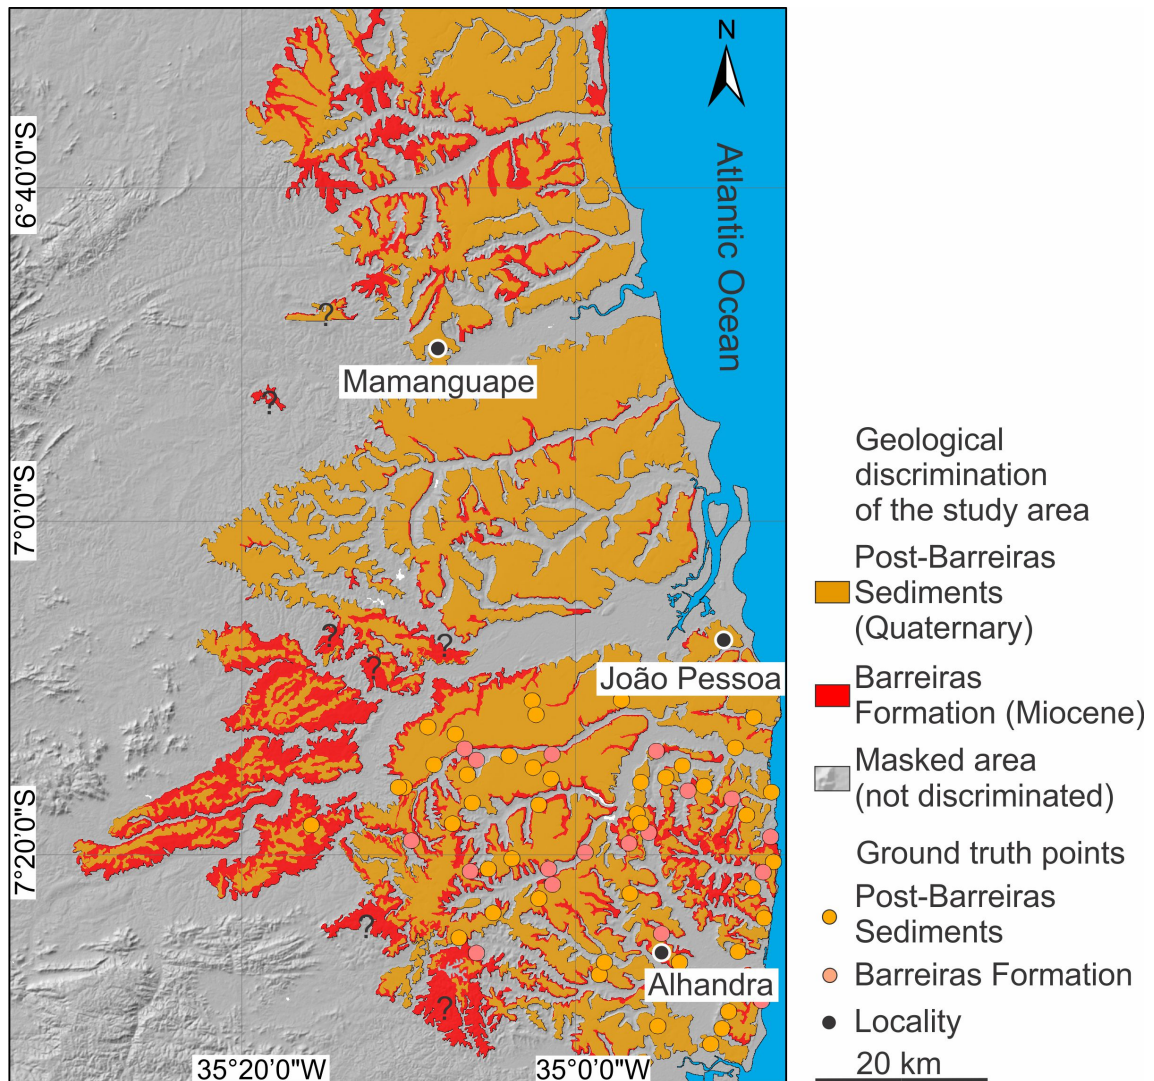 N
Atlantic Ocean
6°40'0"S
?
Mamanguape
?
7°0'0"S
?
?
?
João Pessoa
7°20'0"S
?
Alhandra
?
35°20'0"W
35°0'0"W
Geological
discrimination
of the study area
Post-Barreiras
Sediments
(Quaternary)
Barreiras
Formation (Miocene)
Masked area
(not discriminated)
Ground truth points
Post-Barreiras
Sediments
Barreiras Formation
Locality
20 km